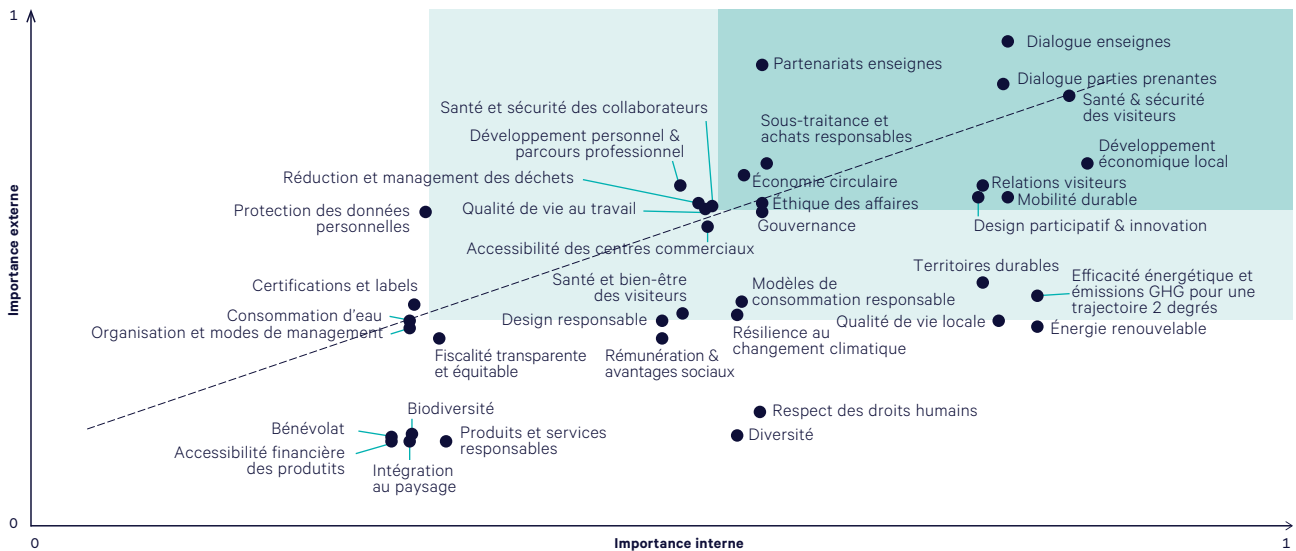 1
Dialogue enseignes
Partenariats enseignes
Dialogue parties prenantes
Santé & sécurité
des visiteurs
Santé et sécurité des collaborateurs
Sous-traitance et
achats responsables
Développement personnel &
parcours professionnel
Développement
économique local
Réduction et management des déchets
Économie circulaire
Relations visiteurs
Mobilité durable
Qualité de vie au travail
Éthique des affaires
Protection des données
personnelles
Gouvernance
Design participatif & innovation
Accessibilité des centres commerciaux
Importance externe
Territoires durables
Santé et bien-être
des visiteurs
Modèles de
consommation responsable
Efficacité énergétique et
émissions GHG pour une
trajectoire 2 degrés
Certifications et labels
Consommation d'eau
Organisation et modes de management
Design responsable
Résilience au
changement climatique
Qualité de vie locale
Énergie renouvelable
Fiscalité transparente
et équitable
Rémunération &
avantages sociaux
Biodiversité
Respect des droits humains
Bénévolat
Produits et services
responsables
Diversité
Accessibilité financière
des produtits
Intégration
au paysage
0
0
Importance interne
1